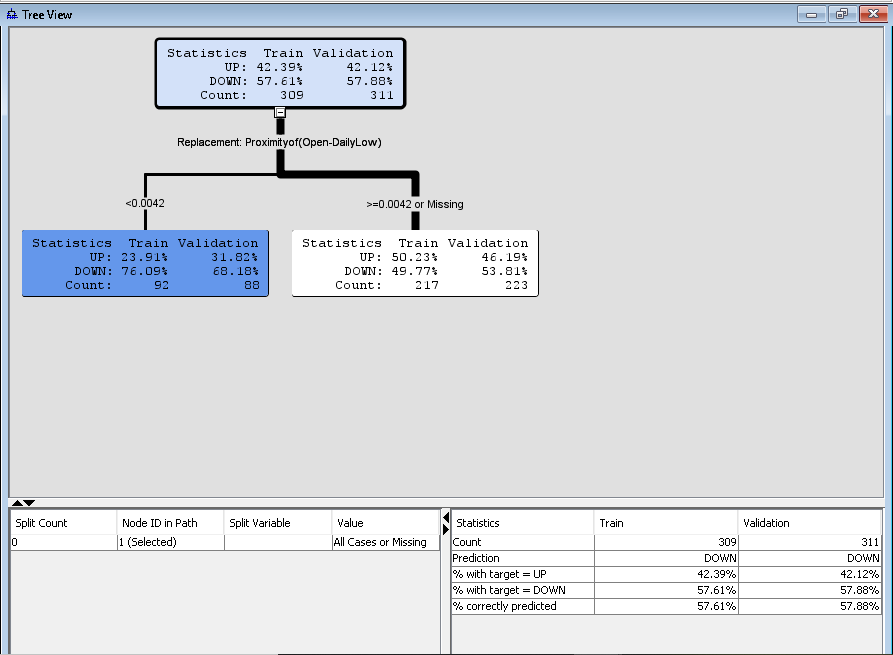 Tree View
Statistics Train Validation
UP: 42.39% 42.12%
DOWN: 57.61% 57.88%
Count: 309 311
Replacement: Proximityof(Open-DailyLow)
<0.0042
>=0.0042 or Missing
Statistics Train Validation
UP: 23.91% 31.82%
DOWN: 76.09% 68.18%
Count: 92 88
Statistics Train Validation
UP: 50.23% 46.19%
DOWN: 49.77% 53.81%
Count: 217 223
Split Count Node ID in Path Split Variable Value
0 1 (Selected) All Cases or Missing
Statistics Train Validation
Count 309 311
Prediction DOWN DOWN
% with target = UP 42.39% 42.12%
% with target = DOWN 57.61% 57.88%
% correctly predicted 57.61% 57.88%